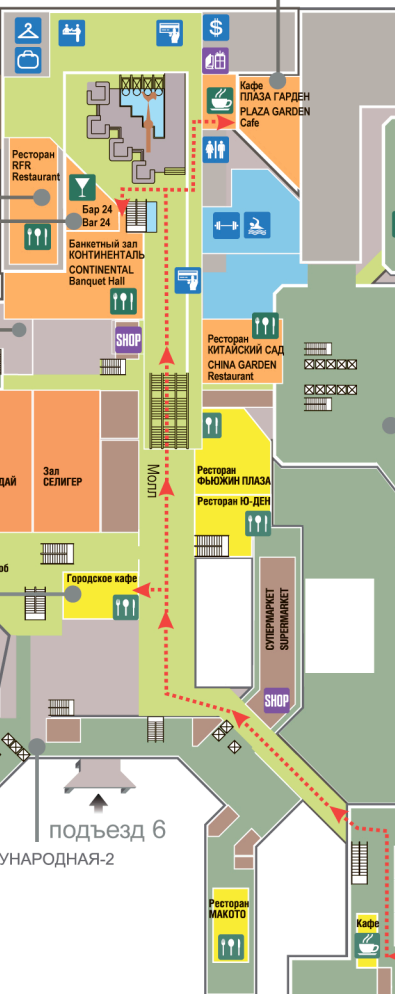 $
Кафе
ПЛАЗА ГАРДЕН
PLAZA GARDEN
Cafe
Ресторан
RFR
Restaurant
Бар 24
Bar 24
Банкетный зал
КОНТИНЕНТАЛЬ
CONTINENTAL
Banquet Hall
SHOP
Ресторан
КИТАЙСКИЙ САД
CHINA GARDEN
Restaurant
ДАЙ
Зал
СЕЛИГЕР
Молл
Ресторан
ФЬЮЖИН ПЛАЗА
Ресторан Ю-ДЕН
об
Городское кафе
СУПЕРМАРКЕТ
SUPERMARKET
SHOP
подъезд 6
УНАРОДНАЯ-2
Ресторан
МАКОТО
Кафе